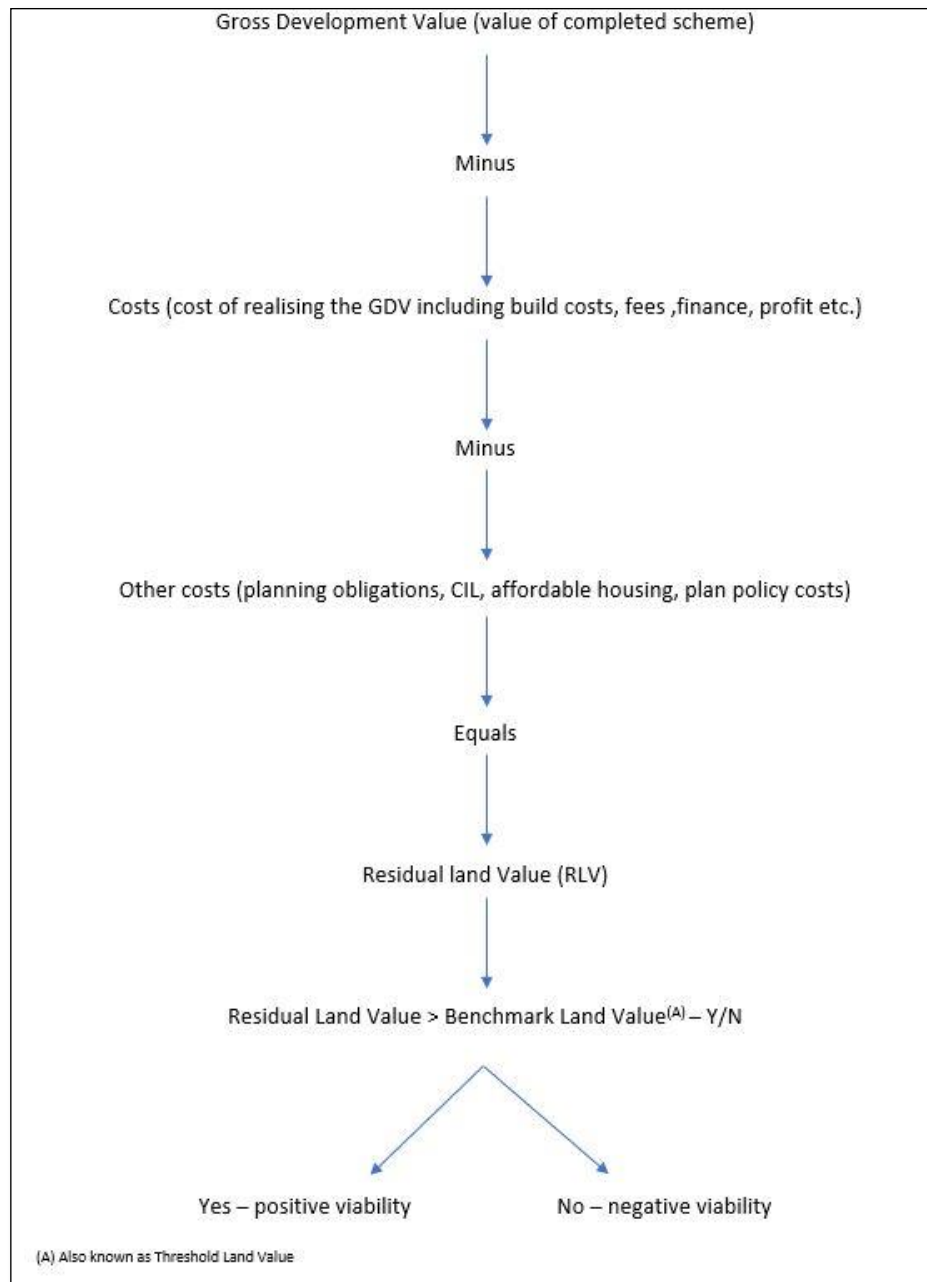 Gross Development Value (value of completed scheme)
Minus
Costs (cost of realising the GDV including build costs, fees ,finance, profit etc.)
Minus
Other costs (planning obligations, CIL, affordable housing, plan policy costs)
Equals
Residual land Value (RLV)
Residual Land Value > Benchmark Land Value(A) – Y/N
Yes – positive viability No – negative viability
(A) Also known as Threshold Land Value